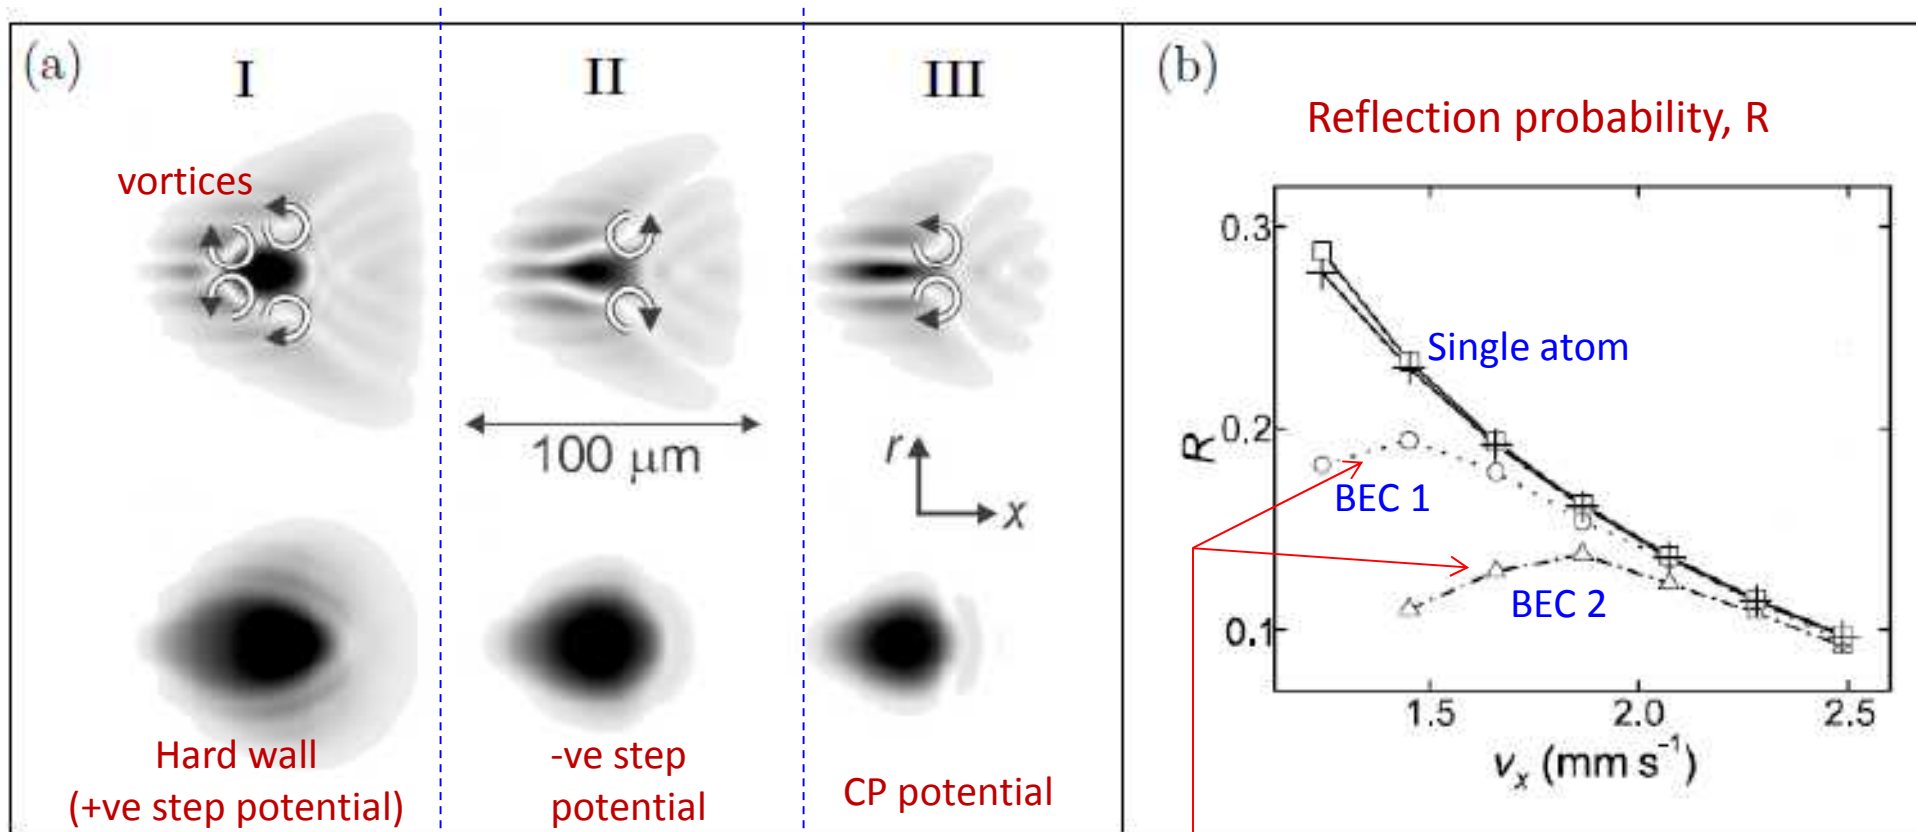 (a)
I
II
III
vortices
100 μm
r
x
Hard wall
(+ve step potential)
-ve step
potential
CP potential
(b)
Reflection probability, R
0.3
0.2
0.1
R
Single atom
BEC 1
BEC 2
1.5
2.0
2.5
vₓ (mm s⁻¹)